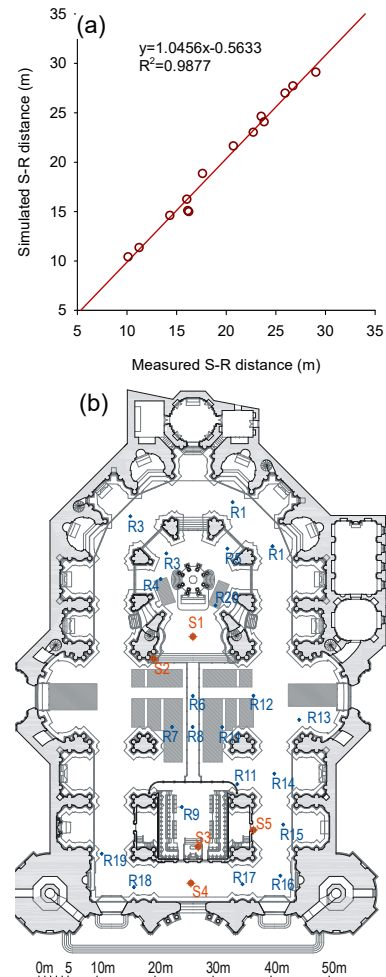 (a)
y=1.0456x-0.5633
R²=0.9877
35
30
25
20
15
10
5
Simulated S-R distance (m)
5 10 15 20 25 30 35
Measured S-R distance (m)
(b)
R1
R3
R1
R3
R4
R20
S1
S2
R6
R12
R13
R7
R8
R11
R14
R9
S5
R15
S3
R19
R18
S4
R17
R16
0m 5 10m 20m 30m 40m 50m